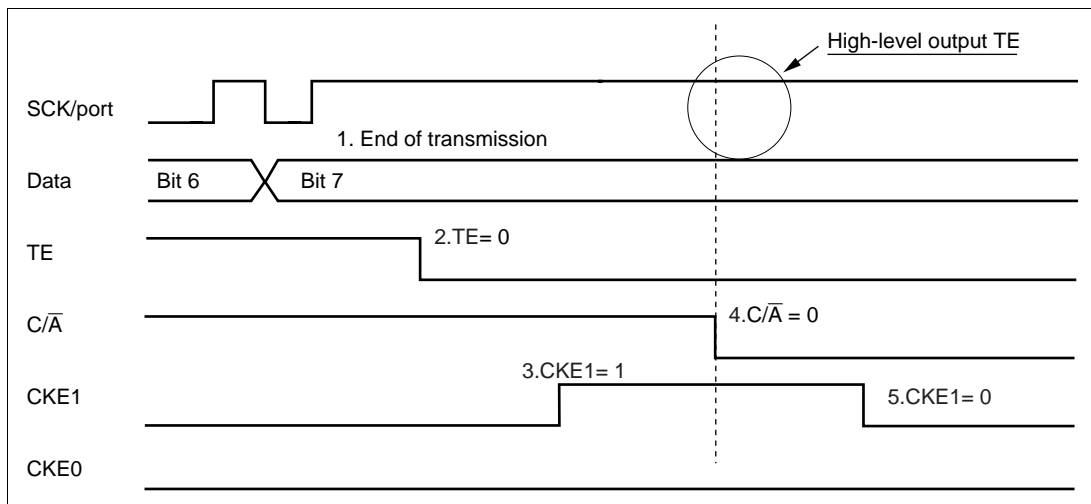 High-level output TE
SCK/port
1. End of transmission
Data
Bit 6
Bit 7
TE
2.TE= 0
C/A̅
4.C/A̅ = 0
3.CKE1= 1
CKE1
5.CKE1= 0
CKE0